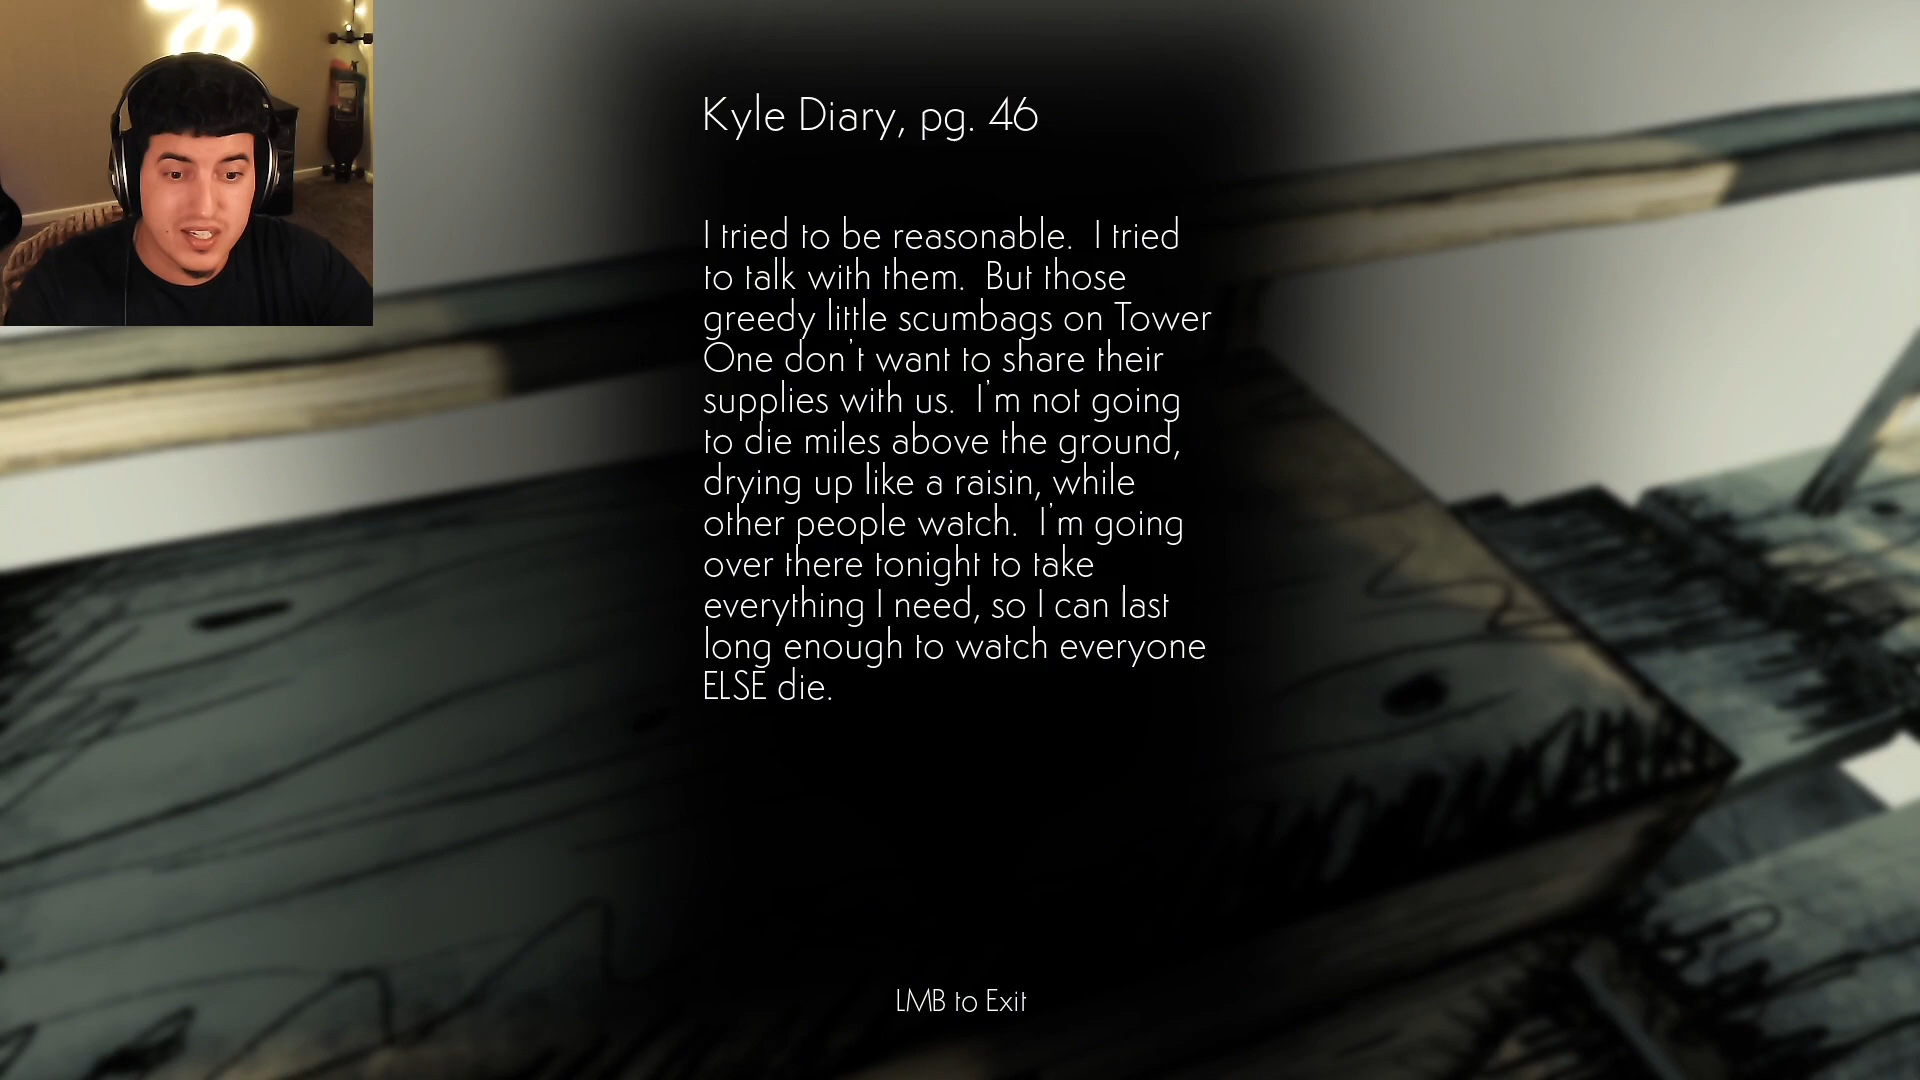 Kyle Diary, pg. 46
I tried to be reasonable.  I tried
to talk with them.  But those
greedy little scumbags on Tower
One don't want to share their
supplies with us.  I'm not going
to die miles above the ground,
drying up like a raisin, while
other people watch.  I'm going
over there tonight to take
everything I need, so I can last
long enough to watch everyone
ELSE die.
LMB to Exit